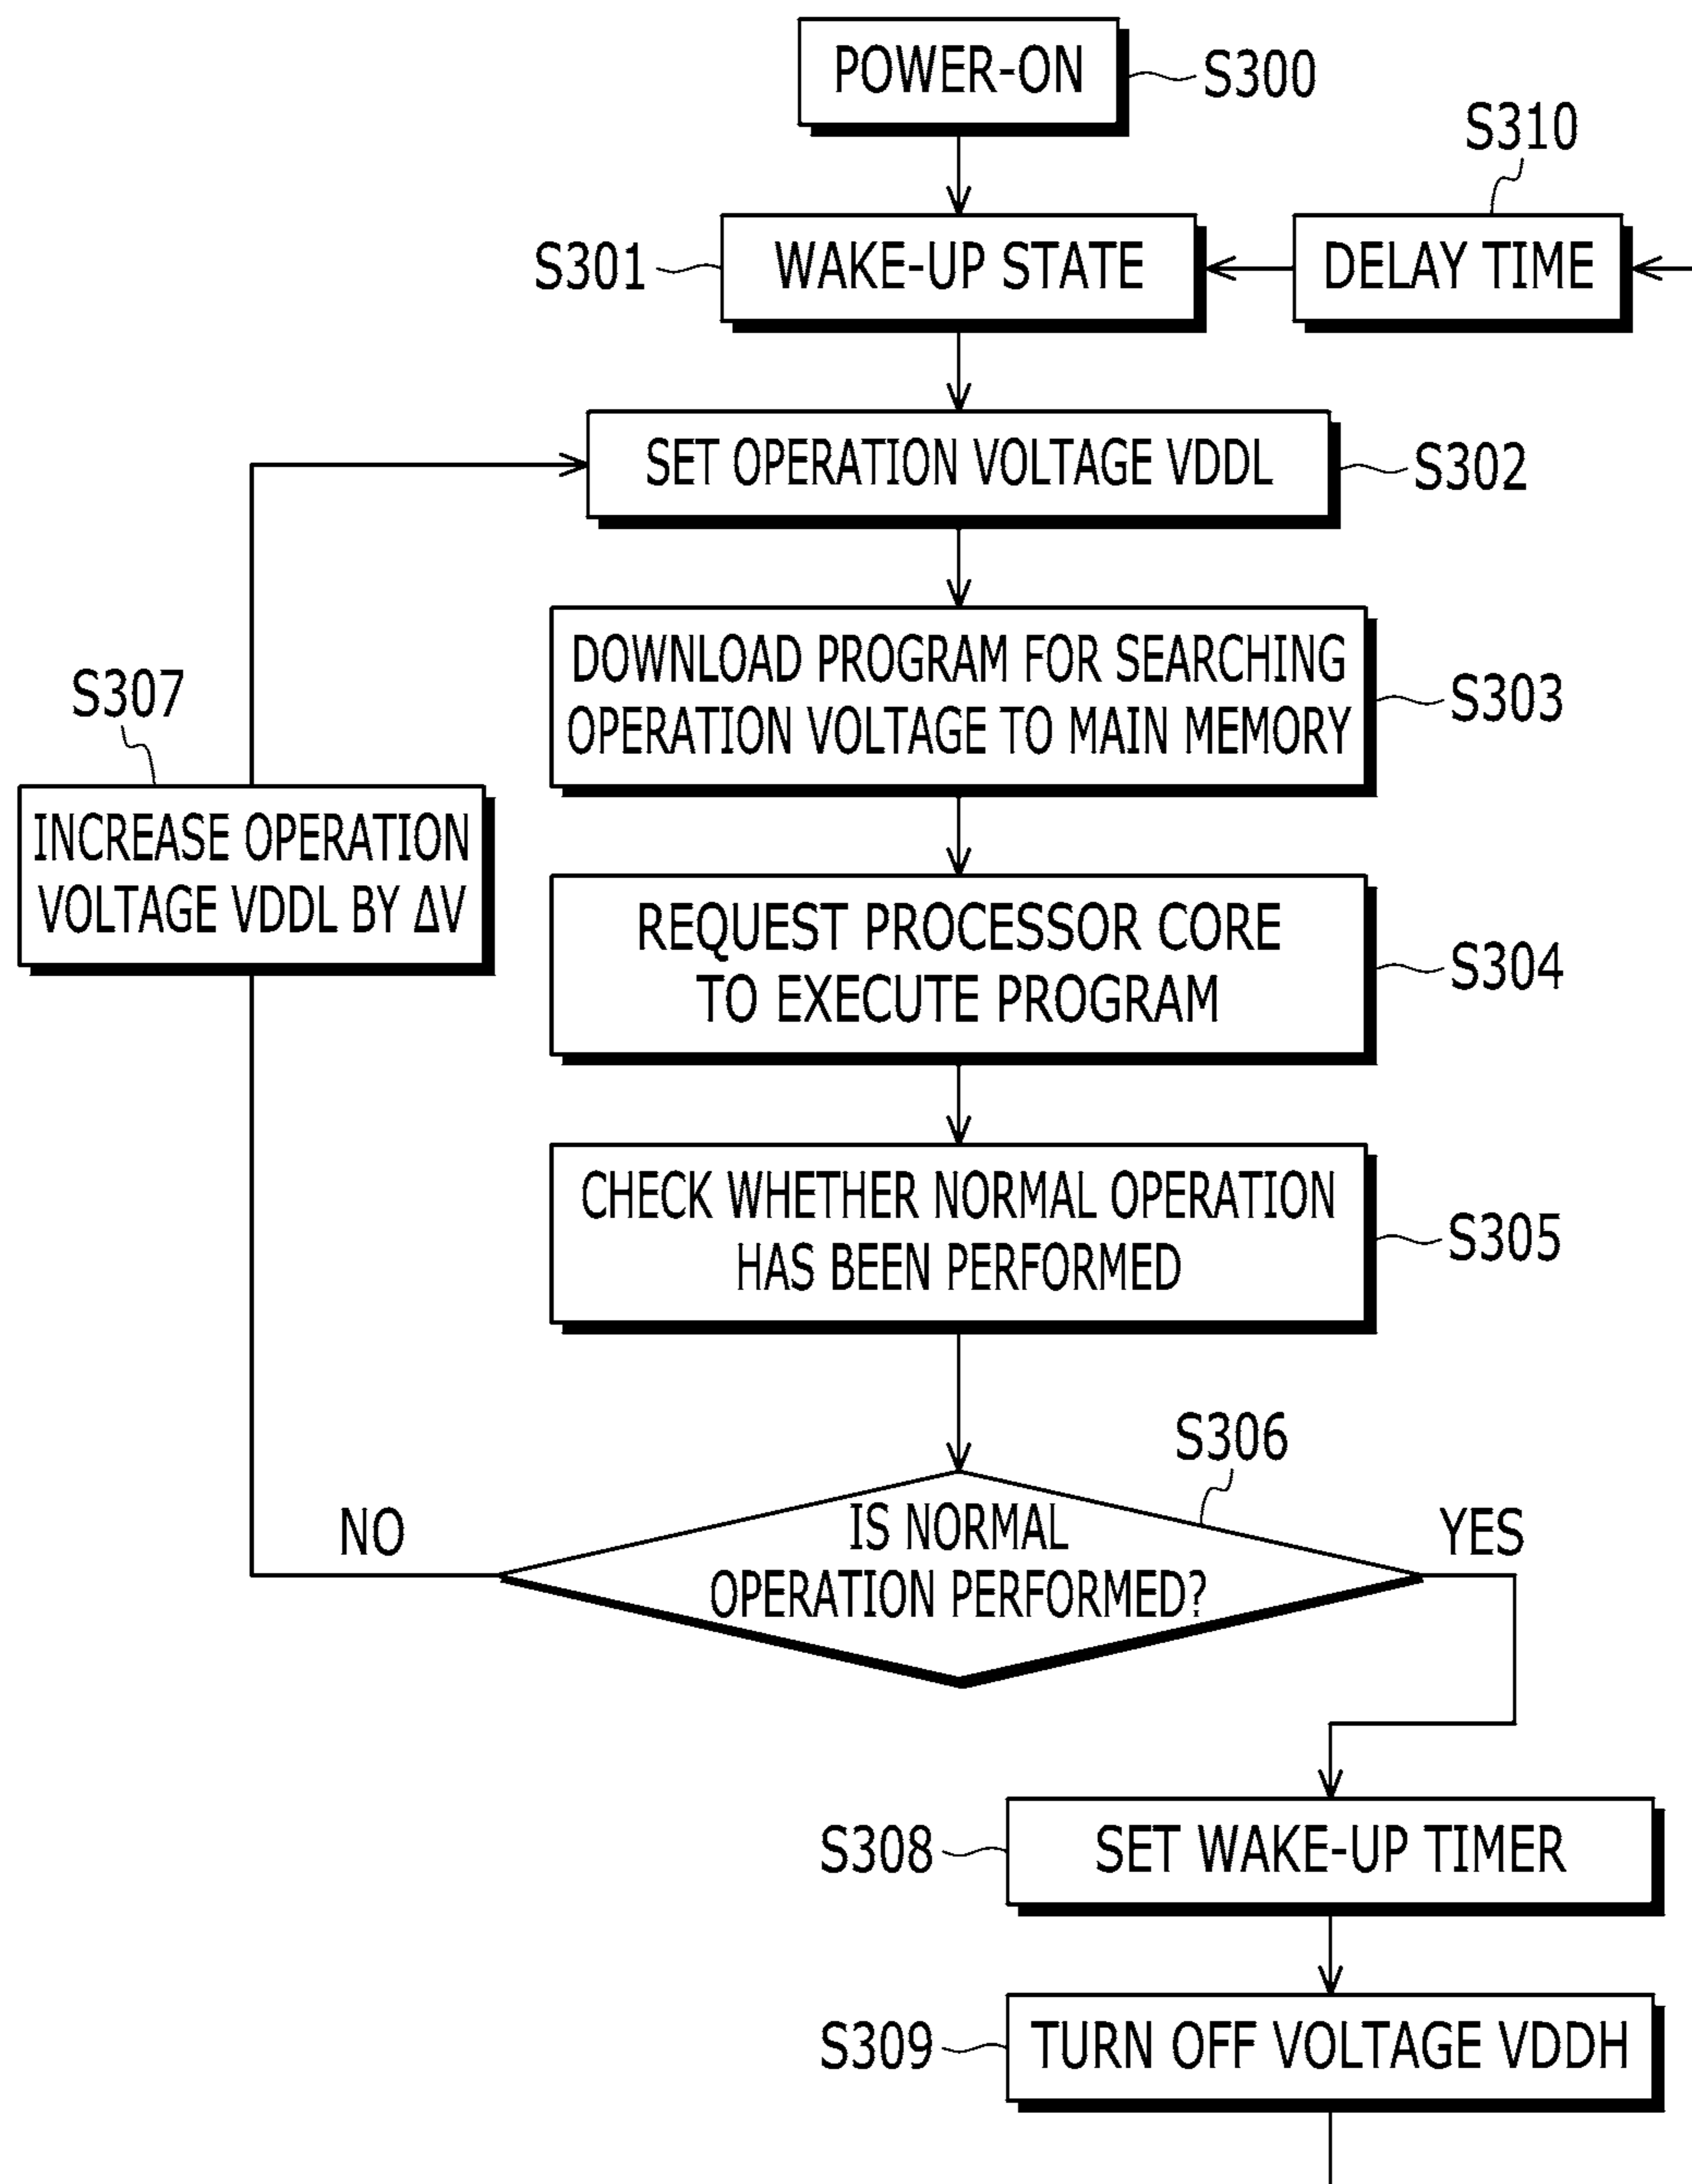 POWER-ON
S300
S310
S301
WAKE-UP STATE
DELAY TIME
SET OPERATION VOLTAGE VDDL
S302
DOWNLOAD PROGRAM FOR SEARCHING
OPERATION VOLTAGE TO MAIN MEMORY
S303
S307
INCREASE OPERATION
VOLTAGE VDDL BY ΔV
REQUEST PROCESSOR CORE
TO EXECUTE PROGRAM
S304
CHECK WHETHER NORMAL OPERATION
HAS BEEN PERFORMED
S305
S306
NO
IS NORMAL
OPERATION PERFORMED?
YES
S308
SET WAKE-UP TIMER
S309
TURN OFF VOLTAGE VDDH